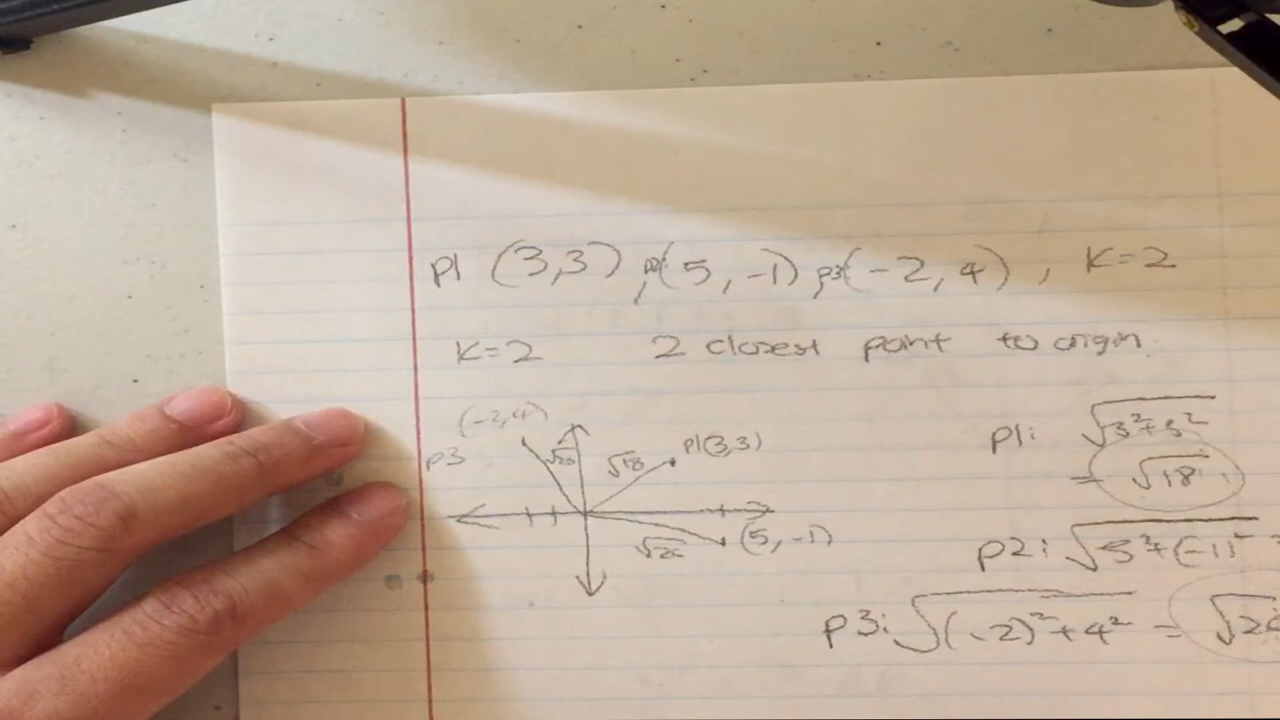 p1 (3,3), p2(5,-1), p3(-2,4), K=2
K=2 2 closest point to origin.
(-2,4)
p3
√20
√18
p1(3,3)
√26
(5,-1)
p1: √3²+3²
= √18
p2: √5²+(-1)²
p3: √(-2)²+4² =